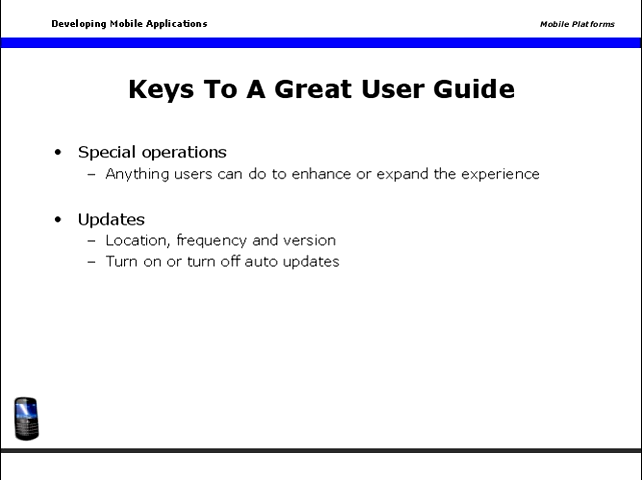 Developing Mobile Applications
Mobile Platforms
Keys To A Great User Guide
• Special operations
– Anything users can do to enhance or expand the experience
• Updates
– Location, frequency and version
– Turn on or turn off auto updates